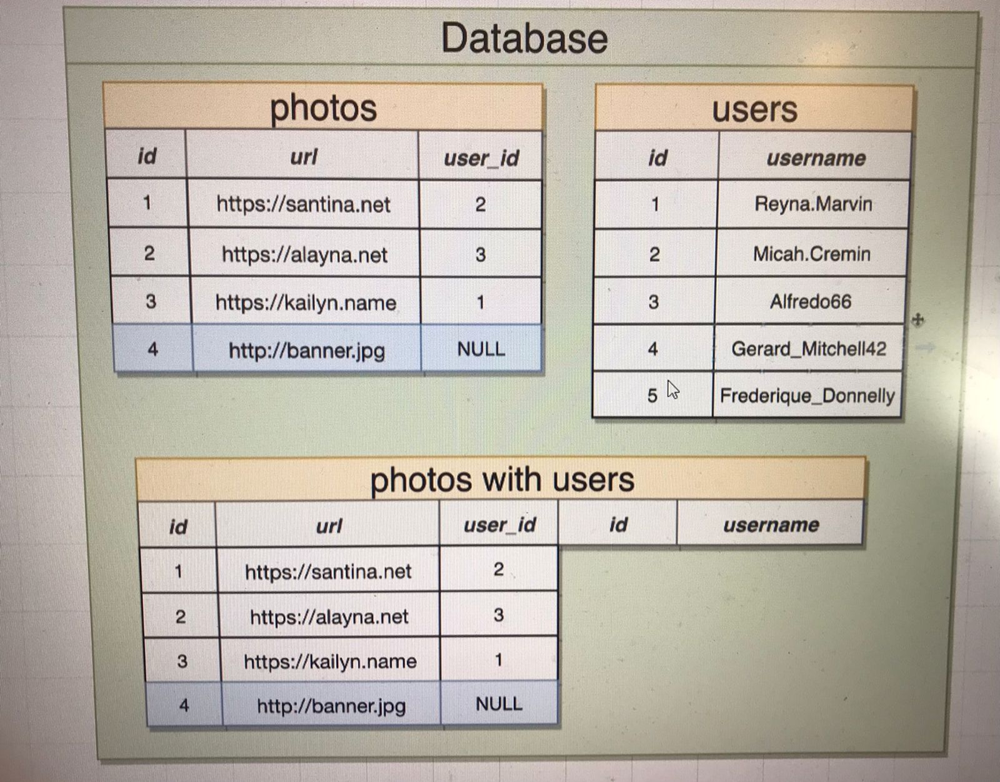 Database
photos
id url user_id
1 https://santina.net 2
2 https://alayna.net 3
3 https://kailyn.name 1
4 http://banner.jpg NULL
users
id username
1 Reyna.Marvin
2 Micah.Cremin
3 Alfredo66
4 Gerard_Mitchell42
5 Frederique_Donnelly
photos with users
id url user_id id username
1 https://santina.net 2
2 https://alayna.net 3
3 https://kailyn.name 1
4 http://banner.jpg NULL